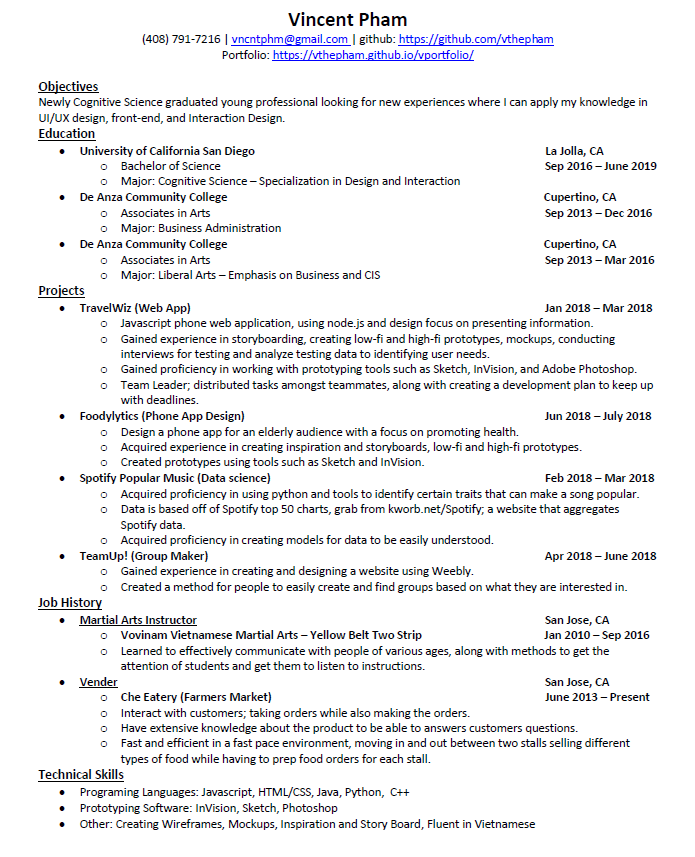 Vincent Pham
(408) 791-7216 | vncntphm@gmail.com | github: https://github.com/vthepham
Portfolio: https://vthepham.github.io/vportfolio/
Objectives
Newly Cognitive Science graduated young professional looking for new experiences where I can apply my knowledge in
UI/UX design, front-end, and Interaction Design.
Education
• University of California San Diego La Jolla, CA
o Bachelor of Science Sep 2016 – June 2019
o Major: Cognitive Science – Specialization in Design and Interaction
• De Anza Community College Cupertino, CA
o Associates in Arts Sep 2013 – Dec 2016
o Major: Business Administration
• De Anza Community College Cupertino, CA
o Associates in Arts Sep 2013 – Mar 2016
o Major: Liberal Arts – Emphasis on Business and CIS
Projects
• TravelWiz (Web App) Jan 2018 – Mar 2018
o Javascript phone web application, using node.js and design focus on presenting information.
o Gained experience in storyboarding, creating low-fi and high-fi prototypes, mockups, conducting
interviews for testing and analyze testing data to identifying user needs.
o Gained proficiency in working with prototyping tools such as Sketch, InVision, and Adobe Photoshop.
o Team Leader; distributed tasks amongst teammates, along with creating a development plan to keep up
with deadlines.
• Foodylytics (Phone App Design) Jun 2018 – July 2018
o Design a phone app for an elderly audience with a focus on promoting health.
o Acquired experience in creating inspiration and storyboards, low-fi and high-fi prototypes.
o Created prototypes using tools such as Sketch and InVision.
• Spotify Popular Music (Data science) Feb 2018 – Mar 2018
o Acquired proficiency in using python and tools to identify certain traits that can make a song popular.
o Data is based off of Spotify top 50 charts, grab from kworb.net/Spotify; a website that aggregates
Spotify data.
o Acquired proficiency in creating models for data to be easily understood.
• TeamUp! (Group Maker) Apr 2018 – June 2018
o Gained experience in creating and designing a website using Weebly.
o Created a method for people to easily create and find groups based on what they are interested in.
Job History
• Martial Arts Instructor San Jose, CA
o Vovinam Vietnamese Martial Arts – Yellow Belt Two Strip Jan 2010 – Sep 2016
o Learned to effectively communicate with people of various ages, along with methods to get the
attention of students and get them to listen to instructions.
• Vender San Jose, CA
o Che Eatery (Farmers Market) June 2013 – Present
o Interact with customers; taking orders while also making the orders.
o Have extensive knowledge about the product to be able to answers customers questions.
o Fast and efficient in a fast pace environment, moving in and out between two stalls selling different
types of food while having to prep food orders for each stall.
Technical Skills
• Programing Languages: Javascript, HTML/CSS, Java, Python, C++
• Prototyping Software: InVision, Sketch, Photoshop
• Other: Creating Wireframes, Mockups, Inspiration and Story Board, Fluent in Vietnamese